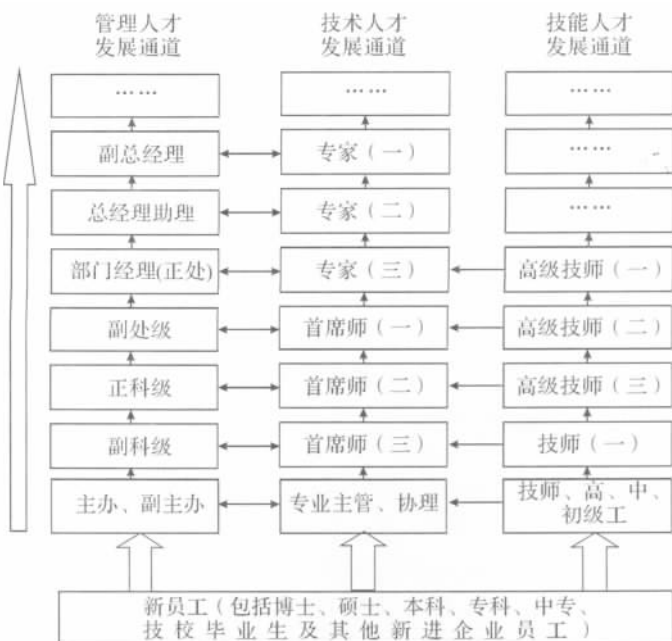 管理人才 技术人才 技能人才
发展通道 发展通道 发展通道
…… …… ……
副总经理 专家(一) ……
总经理助理 专家(二) ……
部门经理(正处) 专家(三) 高级技师(一)
副处级 首席师(一) 高级技师(二)
正科级 首席师(二) 高级技师(三)
副科级 首席师(三) 技师(一)
主办、副主办 专业主管、协理 技师、高、中、
初级工
新员工(包括博士、硕士、本科、专科、中专、
技校毕业生及其他新进企业员工)